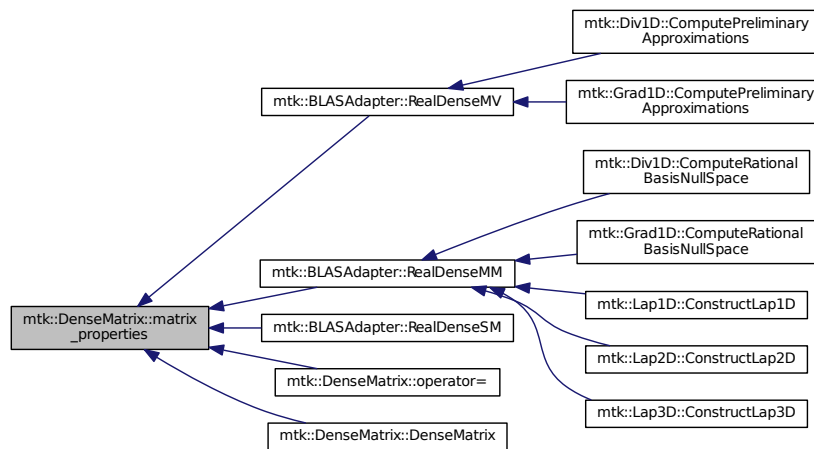 mtk::Div1D::ComputePreliminary
Approximations
mtk::BLASAdapter::RealDenseMV
mtk::Grad1D::ComputePreliminary
Approximations
mtk::Div1D::ComputeRational
BasisNullSpace
mtk::Grad1D::ComputeRational
BasisNullSpace
mtk::BLASAdapter::RealDenseMM
mtk::Lap1D::ConstructLap1D
mtk::DenseMatrix::matrix
_properties
mtk::BLASAdapter::RealDenseSM
mtk::Lap2D::ConstructLap2D
mtk::DenseMatrix::operator=
mtk::Lap3D::ConstructLap3D
mtk::DenseMatrix::DenseMatrix